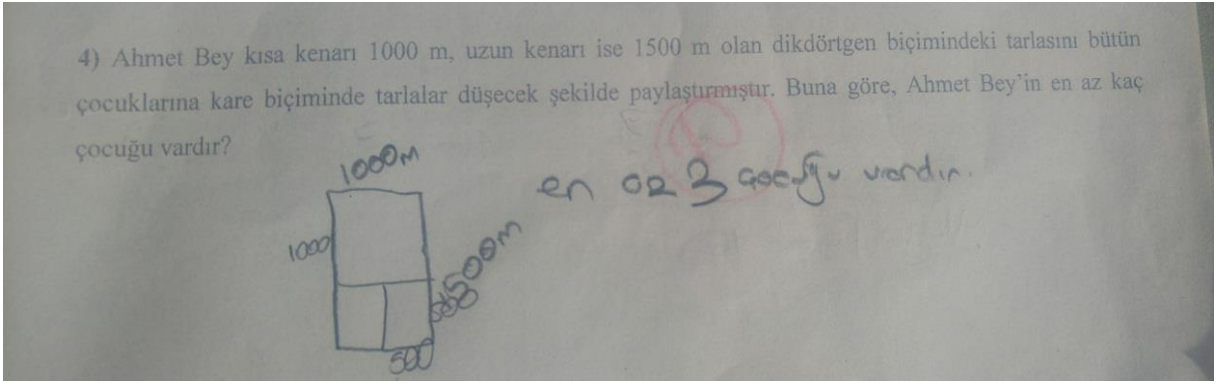 4) Ahmet Bey kısa kenarı 1000 m, uzun kenarı ise 1500 m olan dikdörtgen biçimindeki tarlasını bütün
çocuklarına kare biçiminde tarlalar düşecek şekilde paylaştırmıştır. Buna göre, Ahmet Bey'in en az kaç
çocuğu vardır?
1000m
en az 3 çocuğu vardır.
1000
1500m
500
500